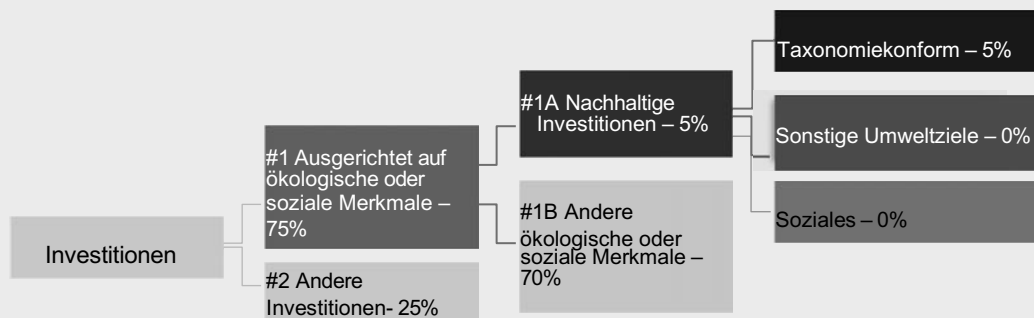 Investitionen
#1 Ausgerichtet auf
ökologische oder
soziale Merkmale –
75%
#2 Andere
Investitionen- 25%
#1A Nachhaltige
Investitionen – 5%
#1B Andere
ökologische oder
soziale Merkmale –
70%
Taxonomiekonform – 5%
Sonstige Umweltziele – 0%
Soziales – 0%